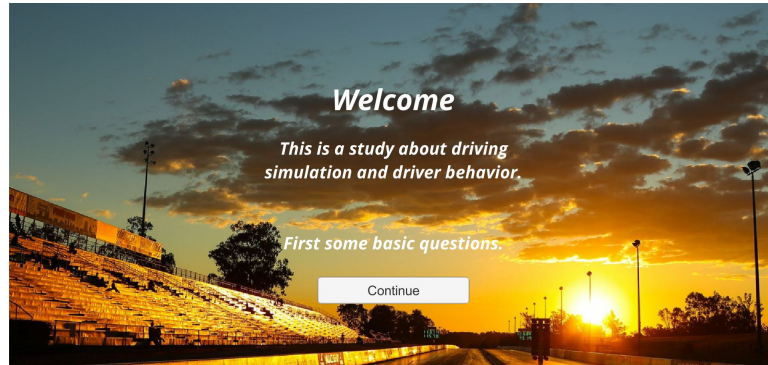 Welcome
This is a study about driving
simulation and driver behavior.
First some basic questions.
Continue